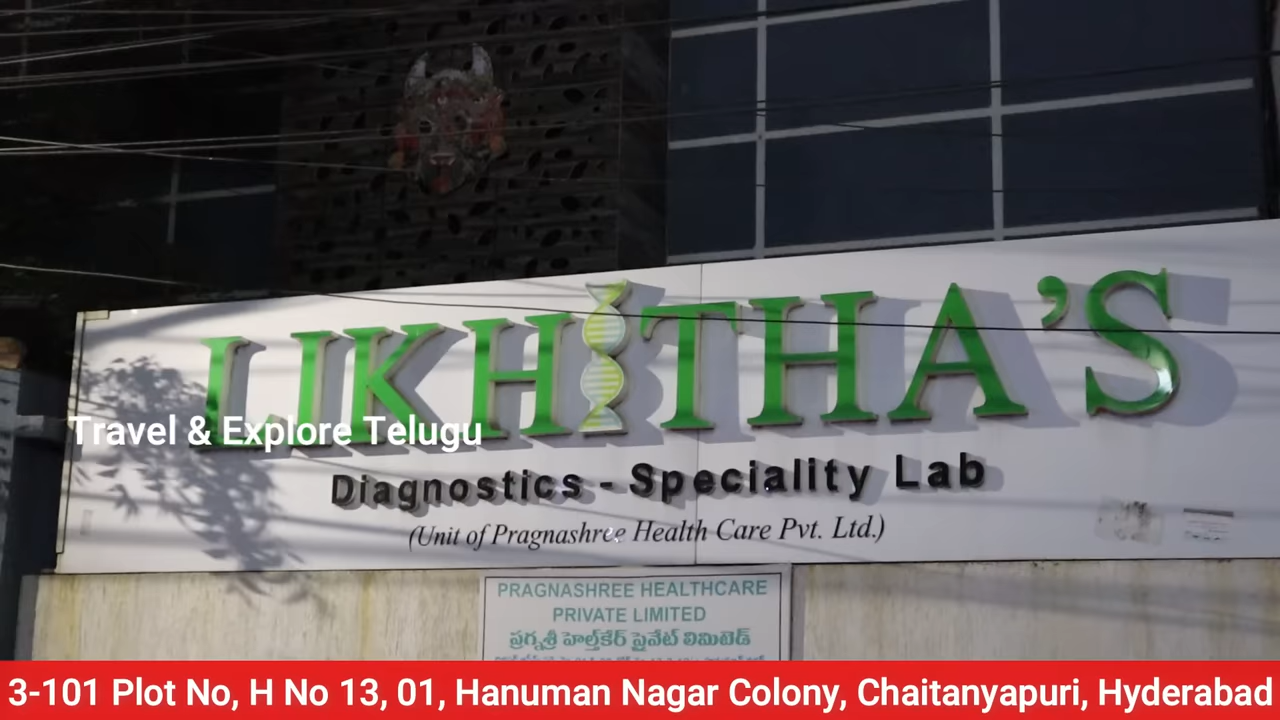 LIKHITHA'S
Travel & Explore Telugu
Diagnostics - Speciality Lab
(Unit of Pragnashree Health Care Pvt. Ltd.)
PRAGNASHREE HEALTHCARE
PRIVATE LIMITED
ప్రగ్నశ్రీ హెల్త్‌కేర్ ప్రైవేట్ లిమిటెడ్
3-101 Plot No, H No 13, 01, Hanuman Nagar Colony, Chaitanyapuri, Hyderabad